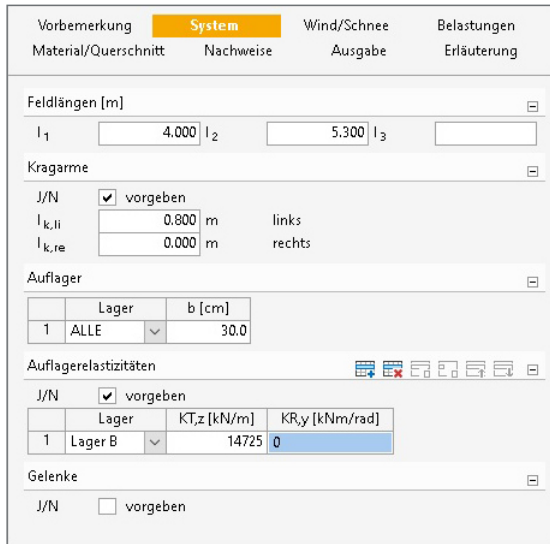 Vorbemerkung System Wind/Schnee Belastungen
Material/Querschnitt Nachweise Ausgabe Erläuterung
Feldlängen [m]
l1 4.000 l2 5.300 l3
Kragarme
J/N vorgeben
lk,li 0.800 m links
lk,re 0.000 m rechts
Auflager
Lager b [cm]
1 ALLE 30.0
Auflagerelastizitäten
J/N vorgeben
Lager KT,z [kN/m] KR,y [kNm/rad]
1 Lager B 14725 0
Gelenke
J/N vorgeben